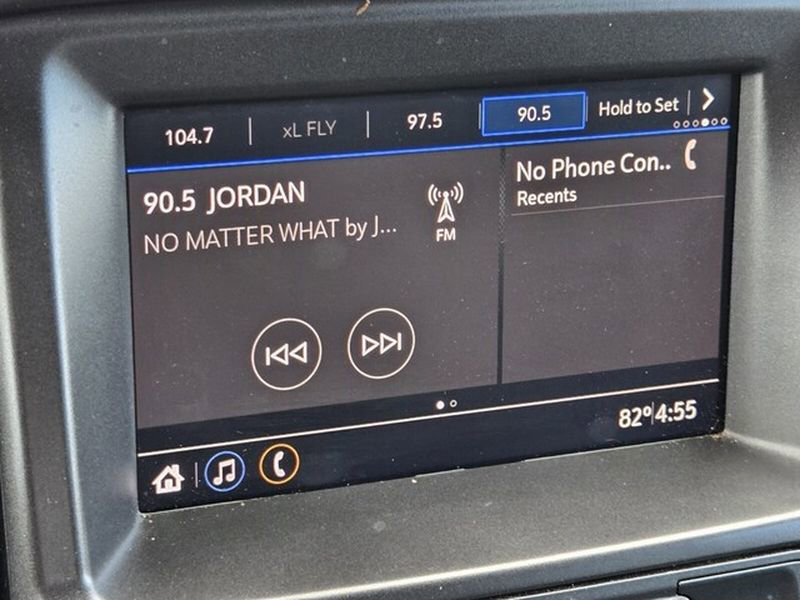 104.7 xL FLY 97.5 90.5 Hold to Set
90.5 JORDAN
NO MATTER WHAT by J...
FM
No Phone Con..
Recents
82° 4:55